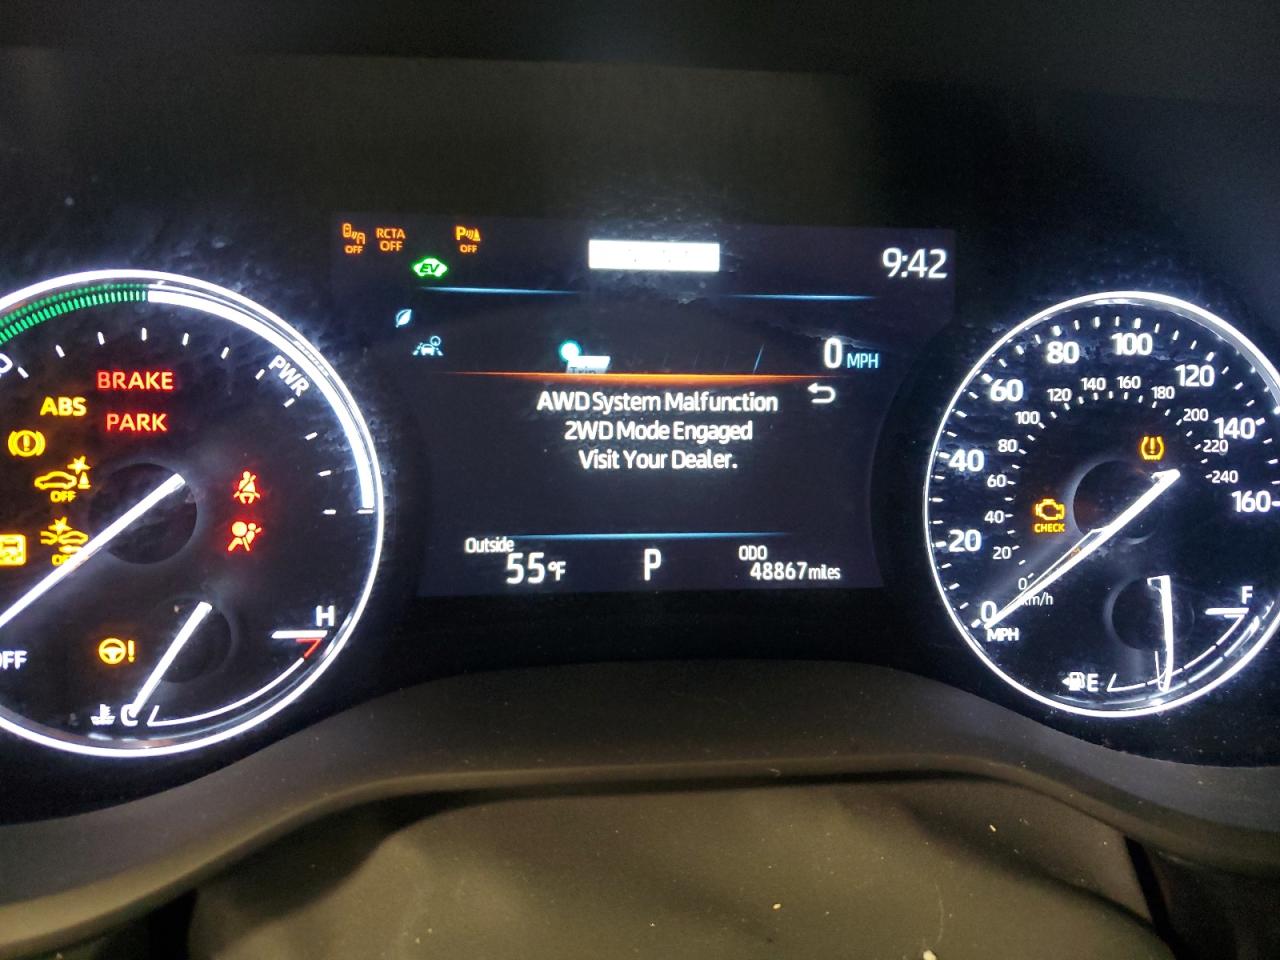 RCTA
OFF
OFF
P
OFF
EV
9:42
0 MPH
Trip
AWD System Malfunction
2WD Mode Engaged
Visit Your Dealer.
Outside
55°F
P
ODO
48867 miles
PWR
BRAKE
ABS
PARK
OFF
H
C
80
100
120
60
140
40
160
20
0
MPH
120
140
160
180
100
200
80
220
60
240
40
20
0
km/h
CHECK
F
E